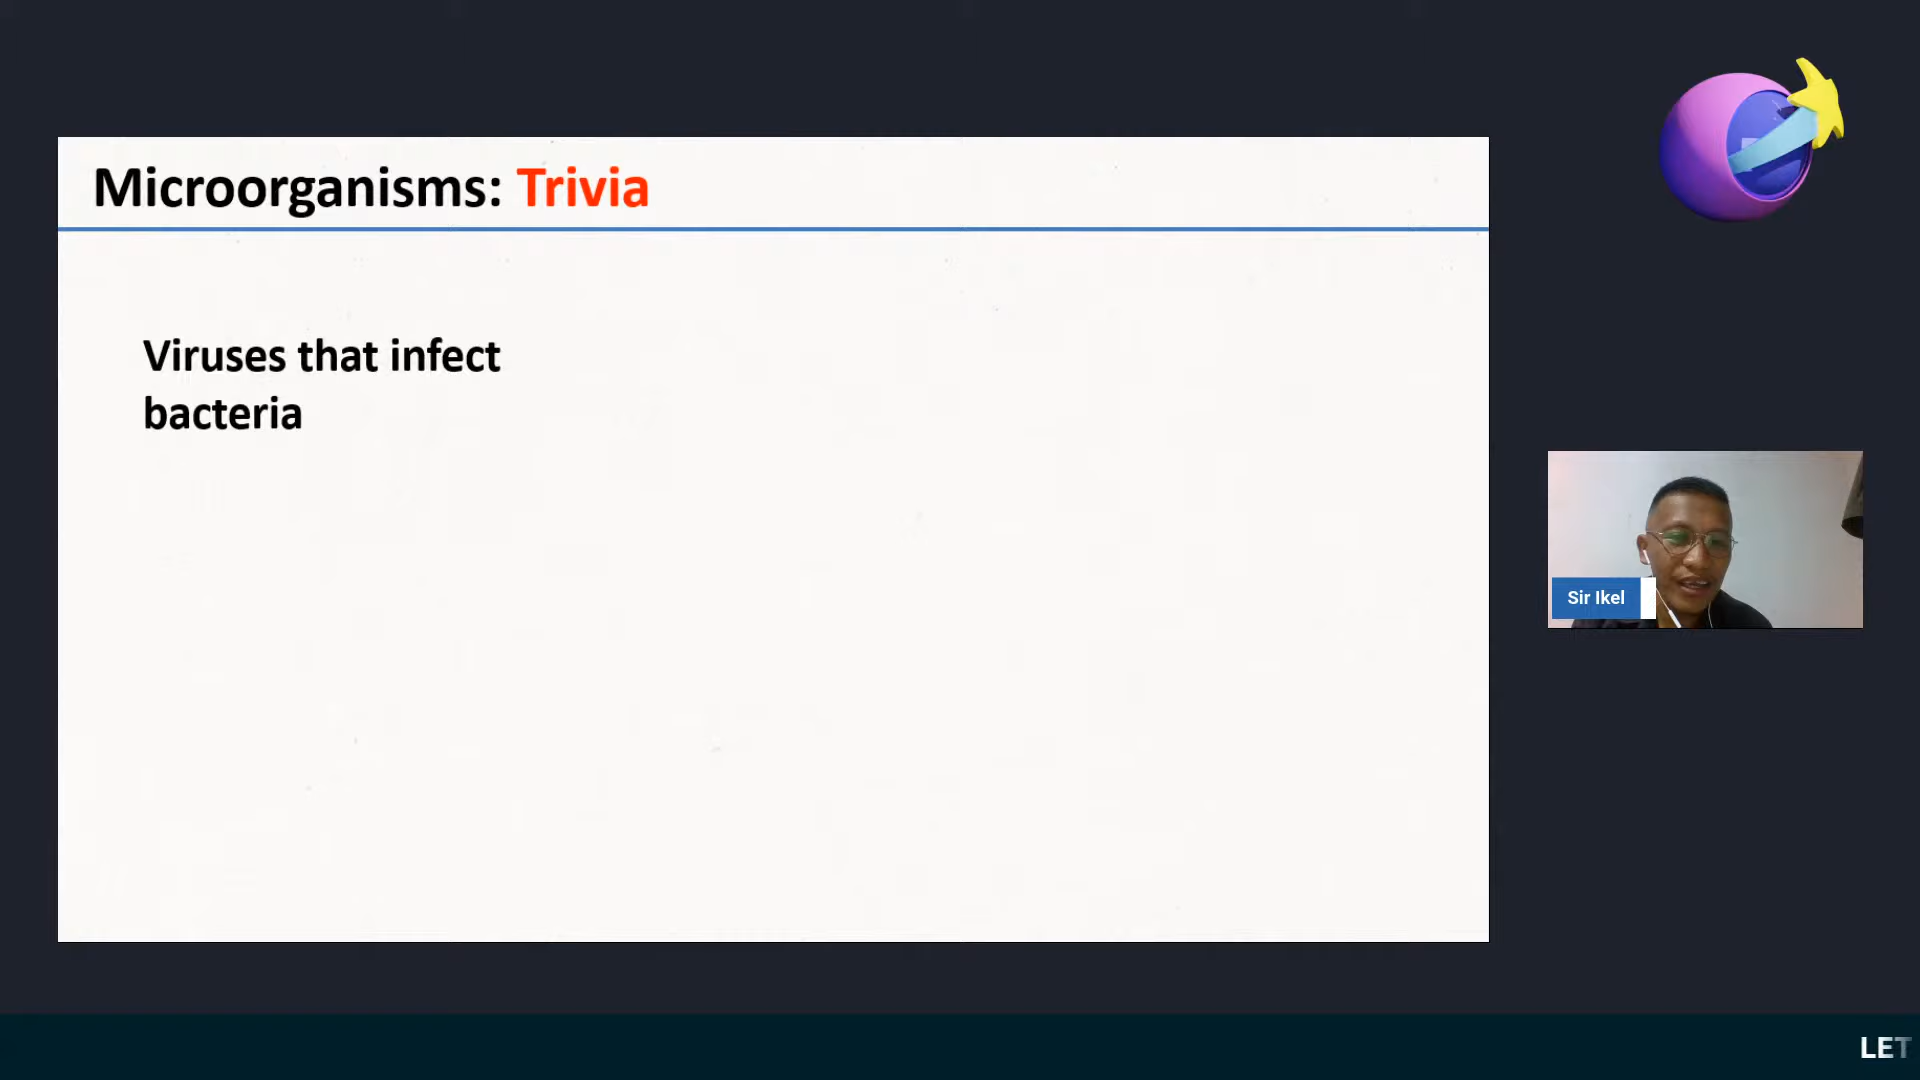 Microorganisms: Trivia
Viruses that infect
bacteria
Sir Ikel
LET